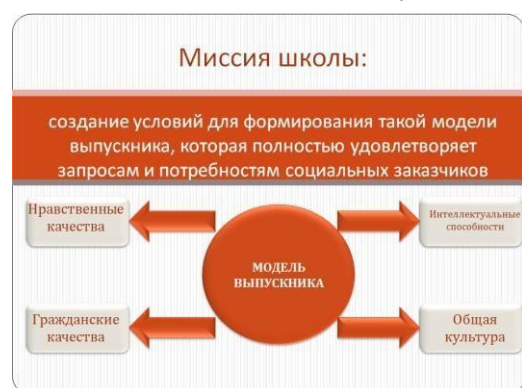 Миссия школы:
создание условий для формирования такой модели
выпускника, которая полностью удовлетворяет
запросам и потребностям социальных заказчиков
Нравственные
качества
Интеллектуальные
способности
МОДЕЛЬ
ВЫПУСКНИКА
Гражданские
качества
Общая
культура